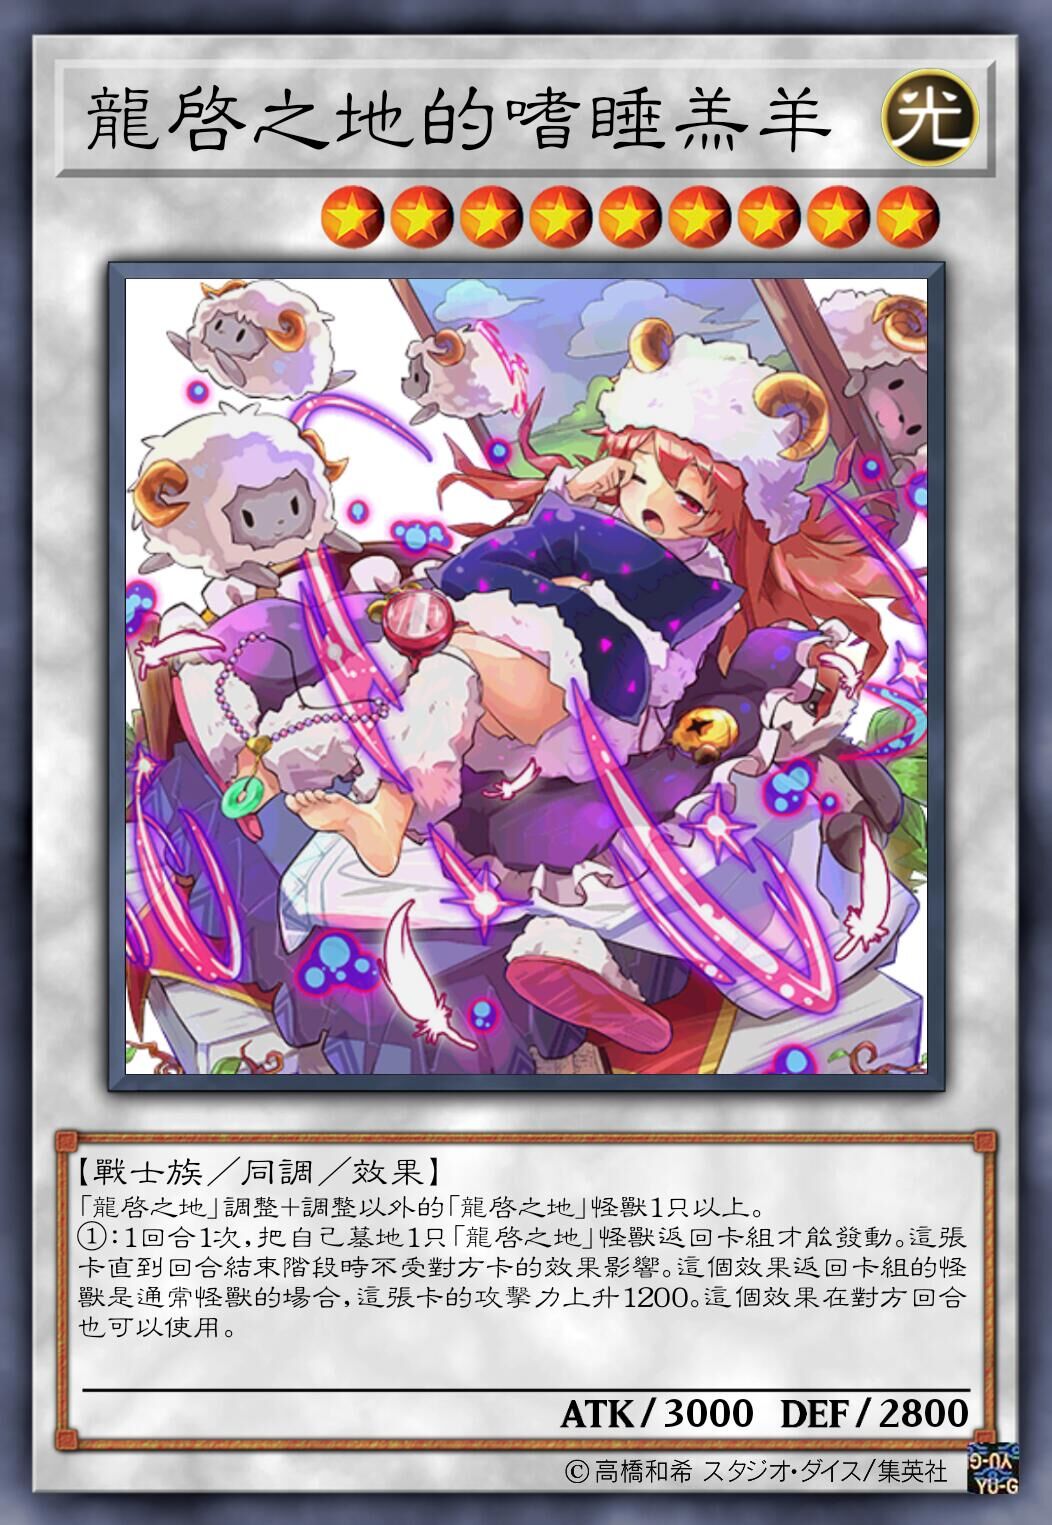 龍啓之地的嗜睡羔羊
光
【戰士族／同調／效果】
「龍啓之地」調整+調整以外的「龍啓之地」怪獸1只以上。
①:1回合1次,把自己墓地1只「龍啓之地」怪獸返回卡組才能發動。這張
卡直到回合結束階段時不受對方卡的效果影響。這個效果返回卡組的怪
獸是通常怪獸的場合,這張卡的攻擊力上升1200。這個效果在對方回合
也可以使用。
ATK/3000 DEF/2800
©高橋和希 スタジオ・ダイス/集英社
YU-G
YU-G